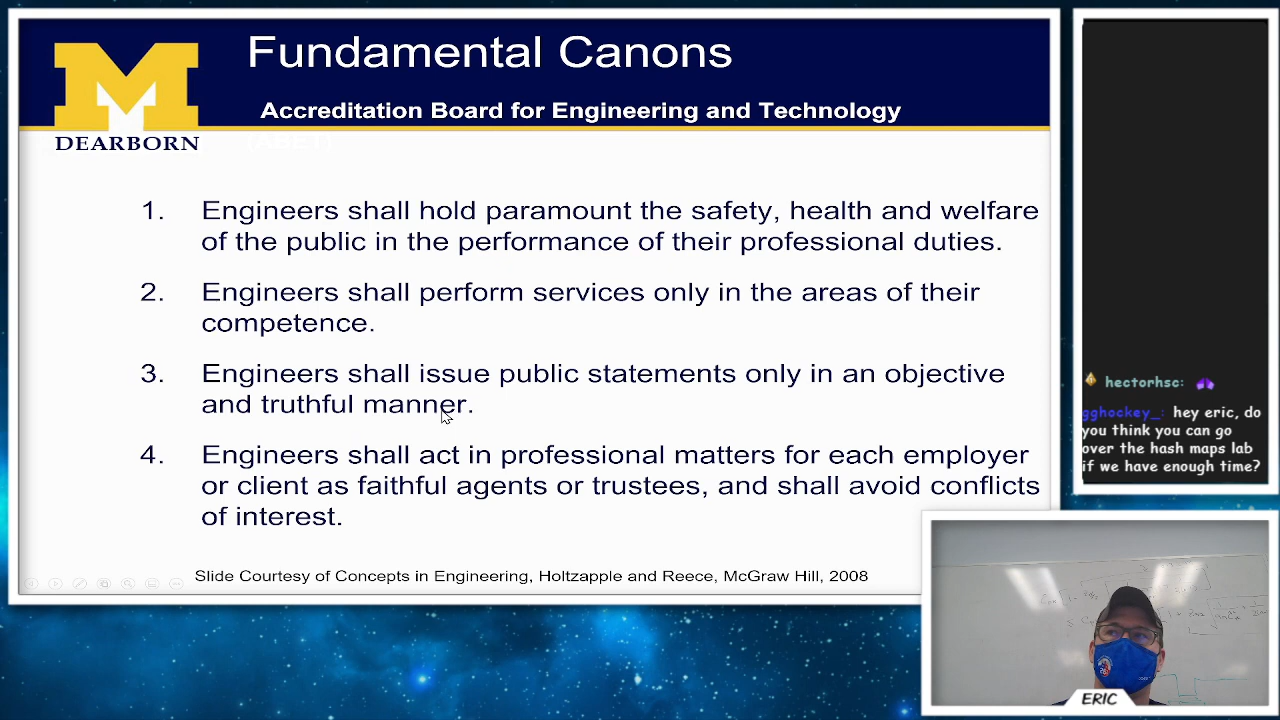 Fundamental Canons
Accreditation Board for Engineering and Technology
(ABET)
M
DEARBORN
1. Engineers shall hold paramount the safety, health and welfare
of the public in the performance of their professional duties.
2. Engineers shall perform services only in the areas of their
competence.
3. Engineers shall issue public statements only in an objective
and truthful manner.
4. Engineers shall act in professional matters for each employer
or client as faithful agents or trustees, and shall avoid conflicts
of interest.
Slide Courtesy of Concepts in Engineering, Holtzapple and Reece, McGraw Hill, 2008
hectorhsc:
gghockey_: hey eric, do
you think you can go
over the hash maps lab
if we have enough time?
ERIC